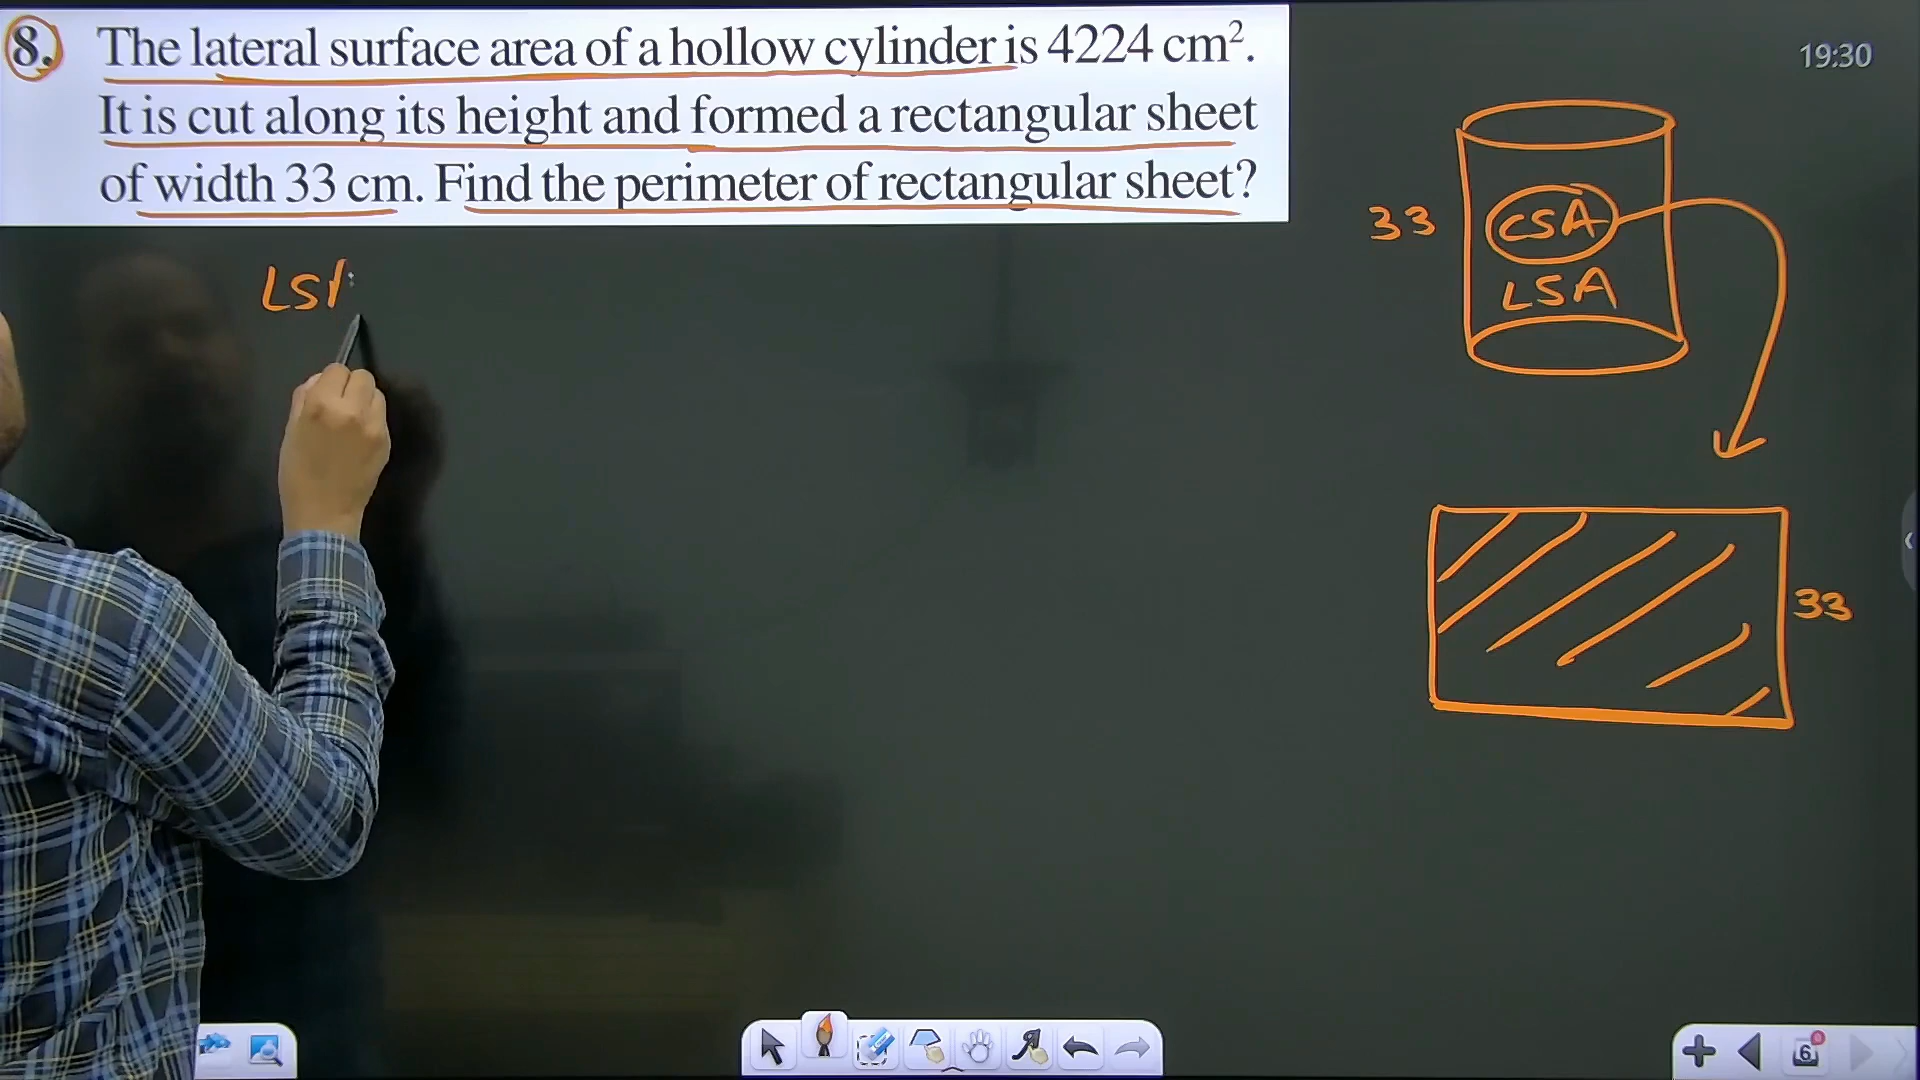 8. The lateral surface area of a hollow cylinder is 4224 cm².
It is cut along its height and formed a rectangular sheet
of width 33 cm. Find the perimeter of rectangular sheet?
19:30
33
CSA
LSA
LS
33
6